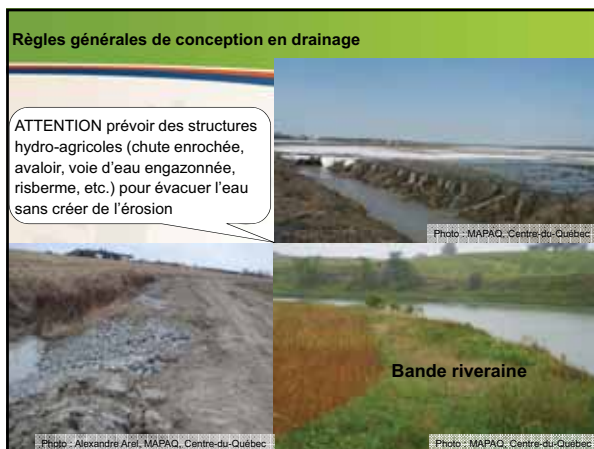 Règles générales de conception en drainage
ATTENTION prévoir des structures
hydro-agricoles (chute enrochée,
avaloir, voie d'eau engazonnée,
risberme, etc.) pour évacuer l'eau
sans créer de l'érosion
Photo : MAPAQ, Centre-du-Québec
Bande riveraine
Photo : Alexandre Arel, MAPAQ, Centre-du-Québec
Photo : MAPAQ, Centre-du-Québec